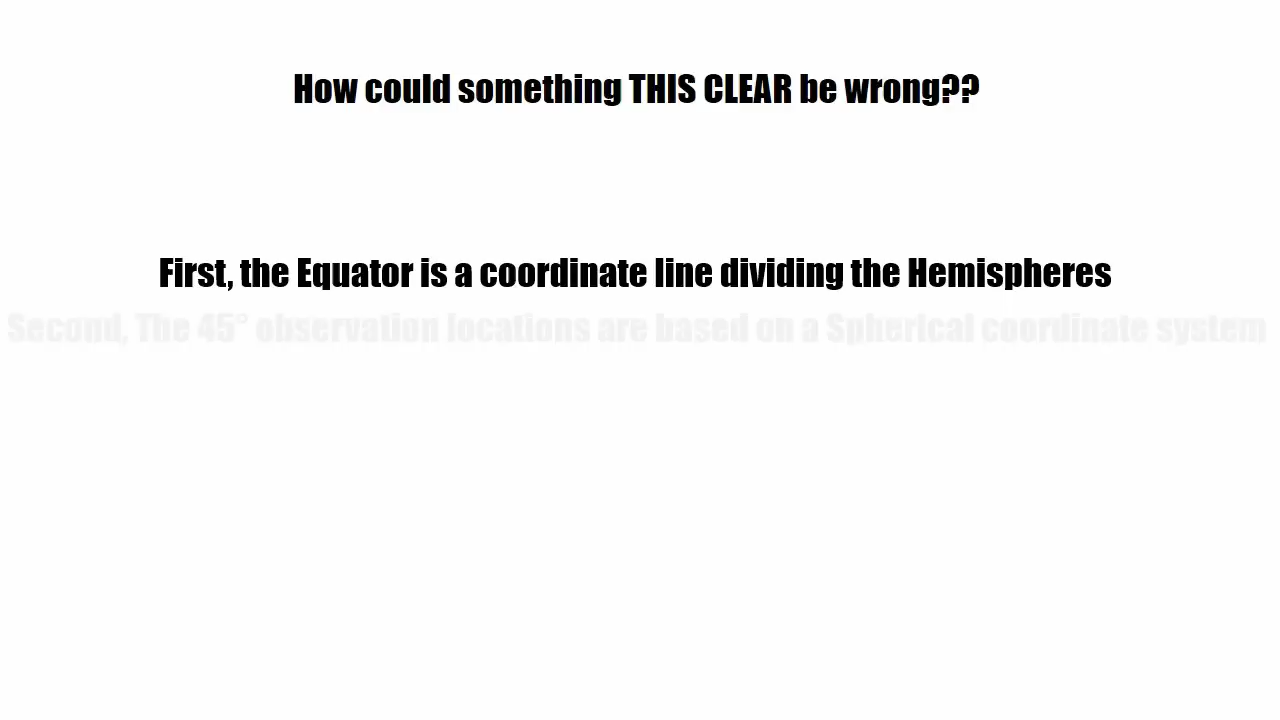 How could something THIS CLEAR be wrong??
First, the Equator is a coordinate line dividing the Hemispheres
Second, The 45° observation locations are based on a Spherical coordinate system